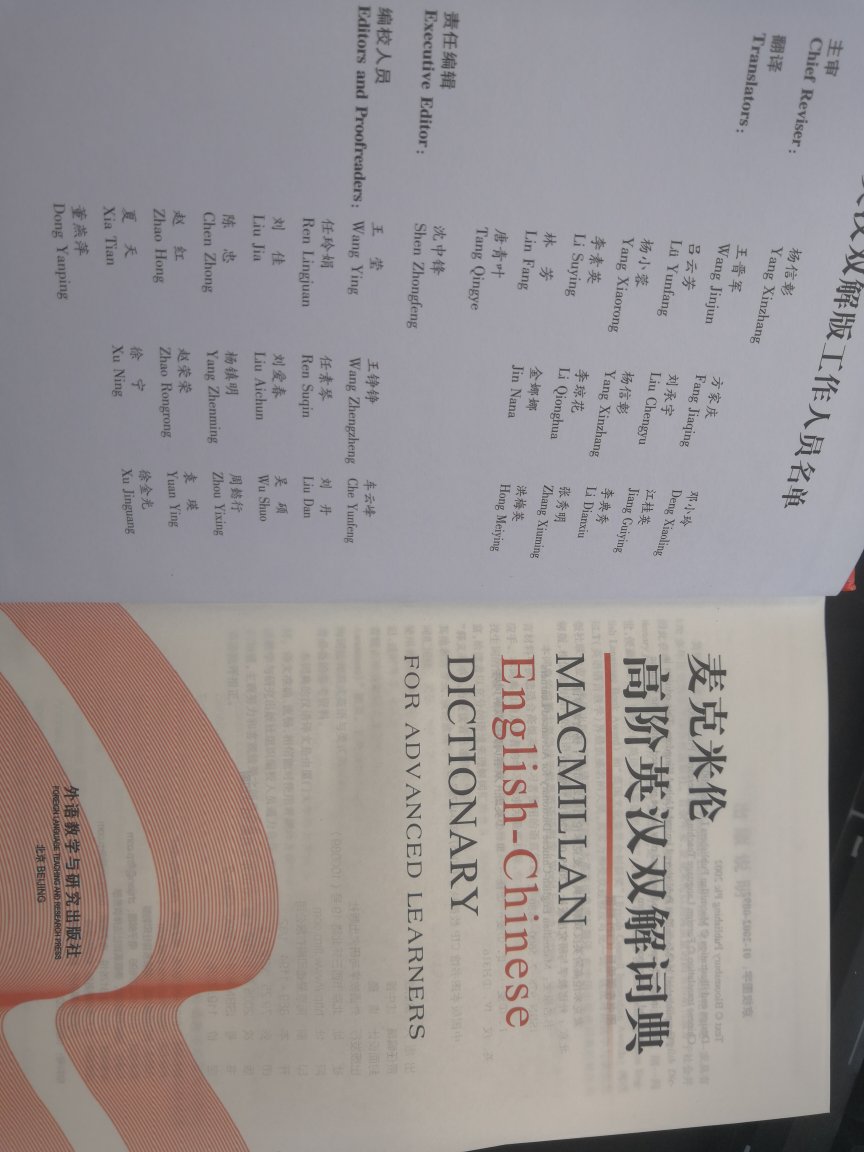 双解版工作人员名单
主审
Chief Reviser:
杨信彰
Yang Xinzhang
翻译
Translators:
王晋军 方家庆 邓小玲
Wang Jinjun Fang Jiaqing Deng Xiaoling
吕云芳 刘承宇 江桂英
Lü Yunfang Liu Chengyu Jiang Guiying
杨小蓉 杨信彰 李典秀
Yang Xiaorong Yang Xinzhang Li Dianxiu
李素英 李琼花 张秀明
Li Suying Li Qionghua Zhang Xiuming
林 芳 金娜娜 洪梅英
Lin Fang Jin Nana Hong Meiying
唐青叶
Tang Qingye
责任编辑
Executive Editor:
沈中锋
Shen Zhongfeng
编校人员
Editors and Proofreaders:
王 莹 王铮铮 车云峰
Wang Ying Wang Zhengzheng Che Yunfeng
任玲娟 任素琴 刘 丹
Ren Lingjuan Ren Suqin Liu Dan
刘 佳 刘爱春 吴 硕
Liu Jia Liu Aichun Wu Shuo
陈 忠 杨镇明 周懿行
Chen Zhong Yang Zhenming Zhou Yixing
赵 红 赵荣荣 袁 瑛
Zhao Hong Zhao Rongrong Yuan Ying
夏 天 徐 宁 徐金光
Xia Tian Xu Ning Xu Jinguang
董燕萍
Dong Yanping
麦克米伦
高阶英汉双解词典
MACMILLAN
English-Chinese
DICTIONARY
FOR ADVANCED LEARNERS
外语教学与研究出版社
FOREIGN LANGUAGE TEACHING AND RESEARCH PRESS
北京 BEIJING